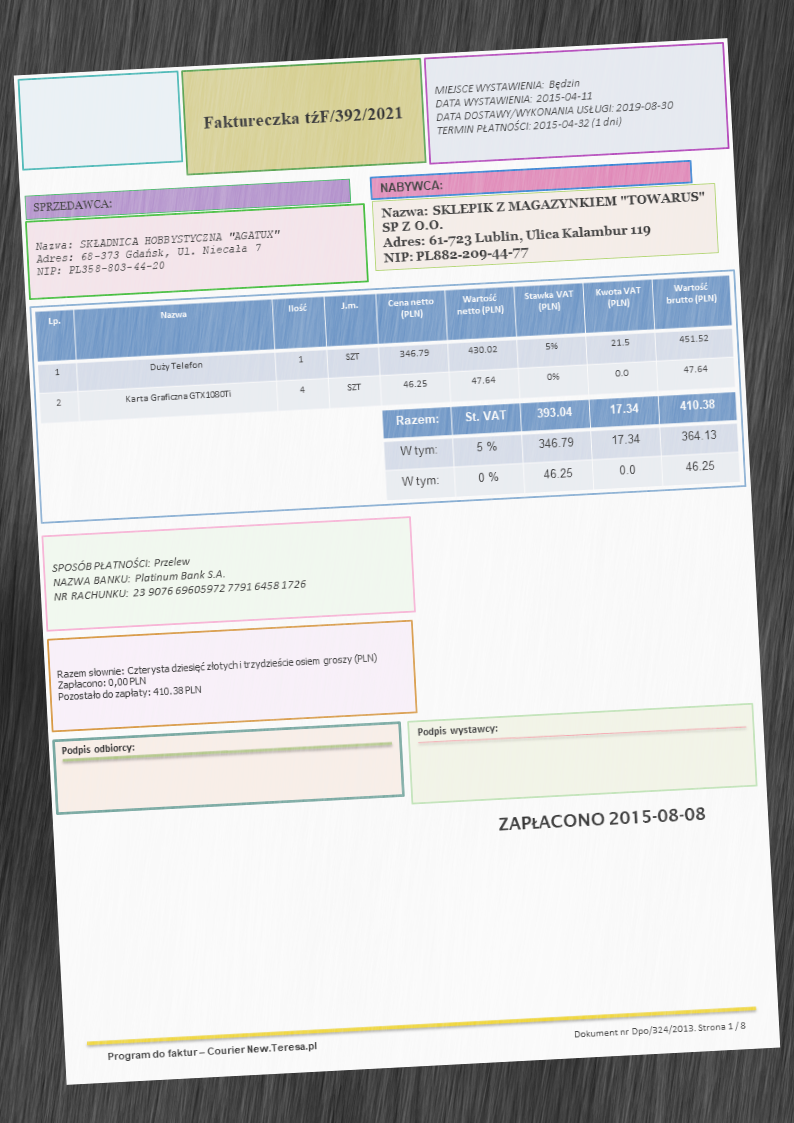 Faktureczka tźF/392/2021
MIEJSCE WYSTAWIENIA: Będzin
DATA WYSTAWIENIA: 2015-04-11
DATA DOSTAWY/WYKONANIA USŁUGI: 2019-08-30
TERMIN PŁATNOŚCI: 2015-04-32 (1 dni)
SPRZEDAWCA:
Nazwa: SKŁADNICA HOBBYSTYCZNA "AGATUX"
Adres: 68-373 Gdańsk, Ul. Niecała 7
NIP: PL358-803-44-20
NABYWCA:
Nazwa: SKLEPIK Z MAGAZYNKIEM "TOWARUS"
SP Z O.O.
Adres: 61-723 Lublin, Ulica Kalambur 119
NIP: PL882-209-44-77
Lp. Nazwa Ilość J.m. Cena netto (PLN) Wartość netto (PLN) Stawka VAT (PLN) Kwota VAT (PLN) Wartość brutto (PLN)
1 Duży Telefon 1 SZT 346.79 430.02 5% 21.5 451.52
2 Karta Graficzna GTX1080Ti 4 SZT 46.25 47.64 0% 0.0 47.64
Razem: St. VAT 393.04 17.34 410.38
W tym: 5 % 346.79 17.34 364.13
W tym: 0 % 46.25 0.0 46.25
SPOSÓB PŁATNOŚCI: Przelew
NAZWA BANKU: Platinum Bank S.A.
NR RACHUNKU: 23 9076 69605972 7791 6458 1726
Razem słownie: Czterysta dziesięć złotych i trzydzieście osiem groszy (PLN)
Zapłacono: 0,00 PLN
Pozostało do zapłaty: 410.38 PLN
Podpis odbiorcy:
Podpis wystawcy:
ZAPŁACONO 2015-08-08
Program do faktur – Courier New.Teresa.pl
Dokument nr Dpo/324/2013. Strona 1 / 8